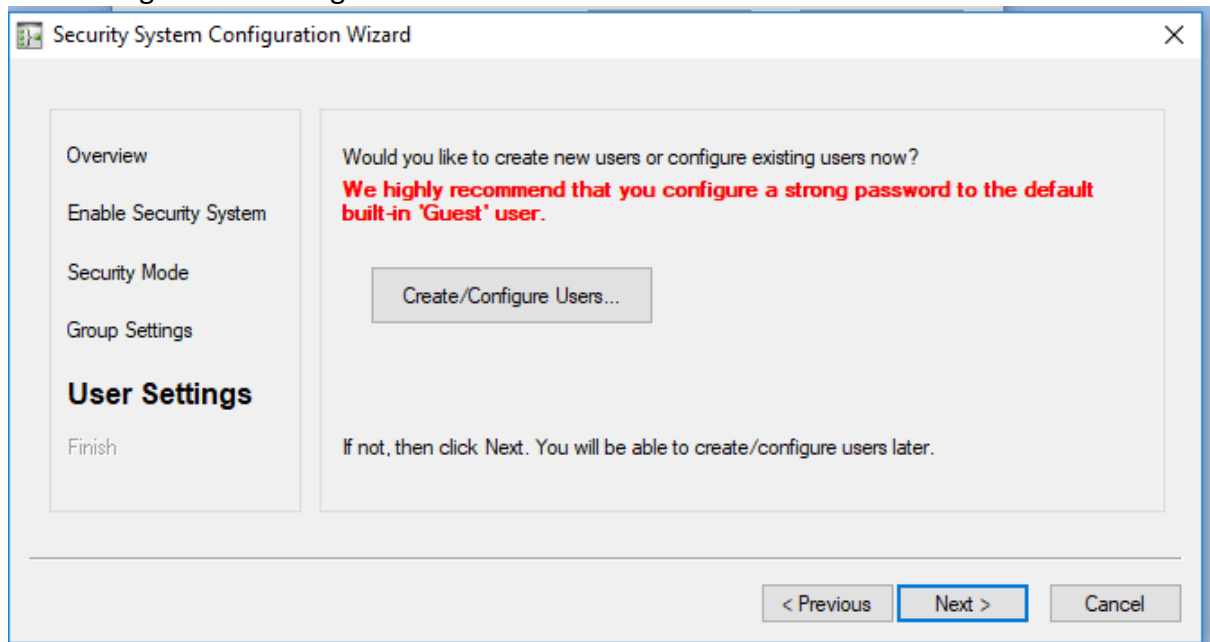 Security System Configuration Wizard
Overview
Enable Security System
Security Mode
Group Settings
User Settings
Finish
Would you like to create new users or configure existing users now?
We highly recommend that you configure a strong password to the default
built-in 'Guest' user.
Create/Configure Users...
If not, then click Next. You will be able to create/configure users later.
< Previous
Next >
Cancel